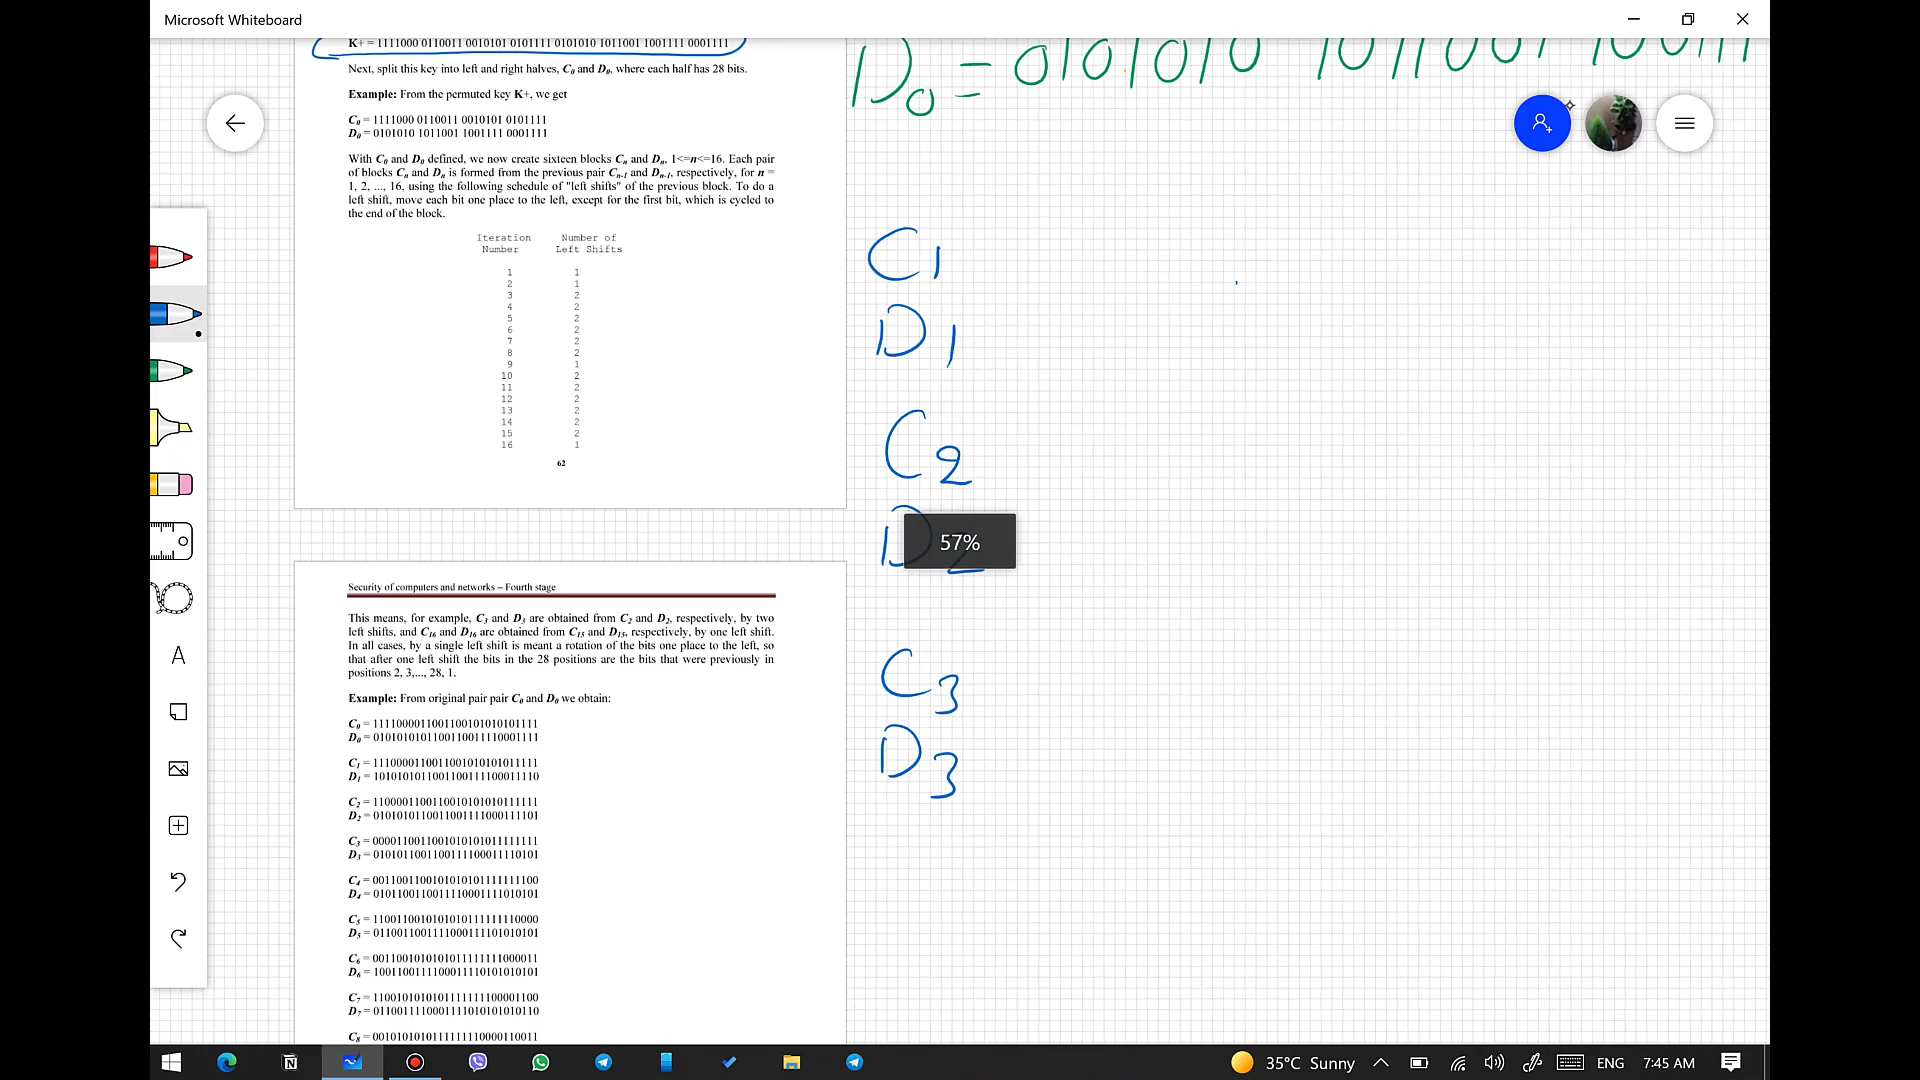 Microsoft Whiteboard
K+ = 1111000 0110011 0010101 0101111 0101010 1011001 1001111 0001111
Next, split this key into left and right halves, C0 and D0, where each half has 28 bits.
Example: From the permuted key K+, we get
C0 = 1111000 0110011 0010101 0101111
D0 = 0101010 1011001 1001111 0001111
With C0 and D0 defined, we now create sixteen blocks Cn and Dn, 1<=n<=16. Each pair
of blocks Cn and Dn is formed from the previous pair Cn-1 and Dn-1, respectively, for n =
1, 2, ..., 16, using the following schedule of "left shifts" of the previous block. To do a
left shift, move each bit one place to the left, except for the first bit, which is cycled to
the end of the block.
Iteration Number of
Number Left Shifts
1 1
2 1
3 2
4 2
5 2
6 2
7 2
8 2
9 1
10 2
11 2
12 2
13 2
14 2
15 2
16 1
62
Security of computers and networks – Fourth stage
This means, for example, C3 and D3 are obtained from C2 and D2, respectively, by two
left shifts, and C16 and D16 are obtained from C15 and D15, respectively, by one left shift.
In all cases, by a single left shift is meant a rotation of the bits one place to the left, so
that after one left shift the bits in the 28 positions are the bits that were previously in
positions 2, 3,..., 28, 1.
Example: From original pair pair C0 and D0 we obtain:
C0 = 1111000011001100101010101111
D0 = 0101010101100110011110001111
C1 = 1110000110011001010101011111
D1 = 1010101011001100111100011110
C2 = 1100001100110010101010111111
D2 = 0101010110011001111000111101
C3 = 0000110011001010101011111111
D3 = 0101011001100111100011110101
C4 = 0011001100101010101111111100
D4 = 0101100110011110001111010101
C5 = 1100110010101010111111110000
D5 = 0110011001111000111101010101
C6 = 0011001010101011111111000011
D6 = 1001100111100011110101010101
C7 = 1100101010101111111100001100
D7 = 0110011110001111010101010110
C8 = 0010101010111111110000110011
D0 = 0101010 1011001 100111
C1
D1
C2
D2
57%
C3
D3
A
35°C Sunny
ENG
7:45 AM